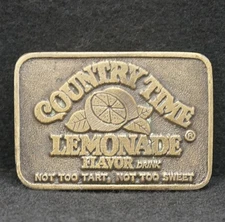 COUNTRY TIME
LEMONADE ®
FLAVOR DRINK
NOT TOO TART, NOT TOO SWEET